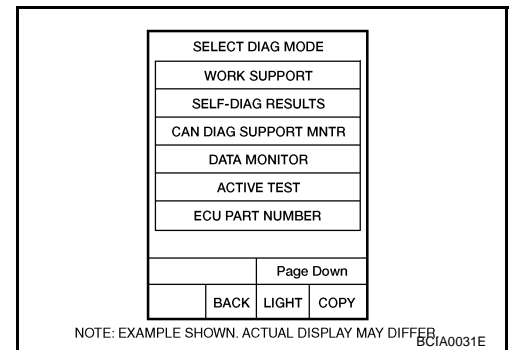 SELECT DIAG MODE
WORK SUPPORT
SELF-DIAG RESULTS
CAN DIAG SUPPORT MNTR
DATA MONITOR
ACTIVE TEST
ECU PART NUMBER
Page Down
BACK LIGHT COPY
NOTE: EXAMPLE SHOWN. ACTUAL DISPLAY MAY DIFFER.
BCIA0031E